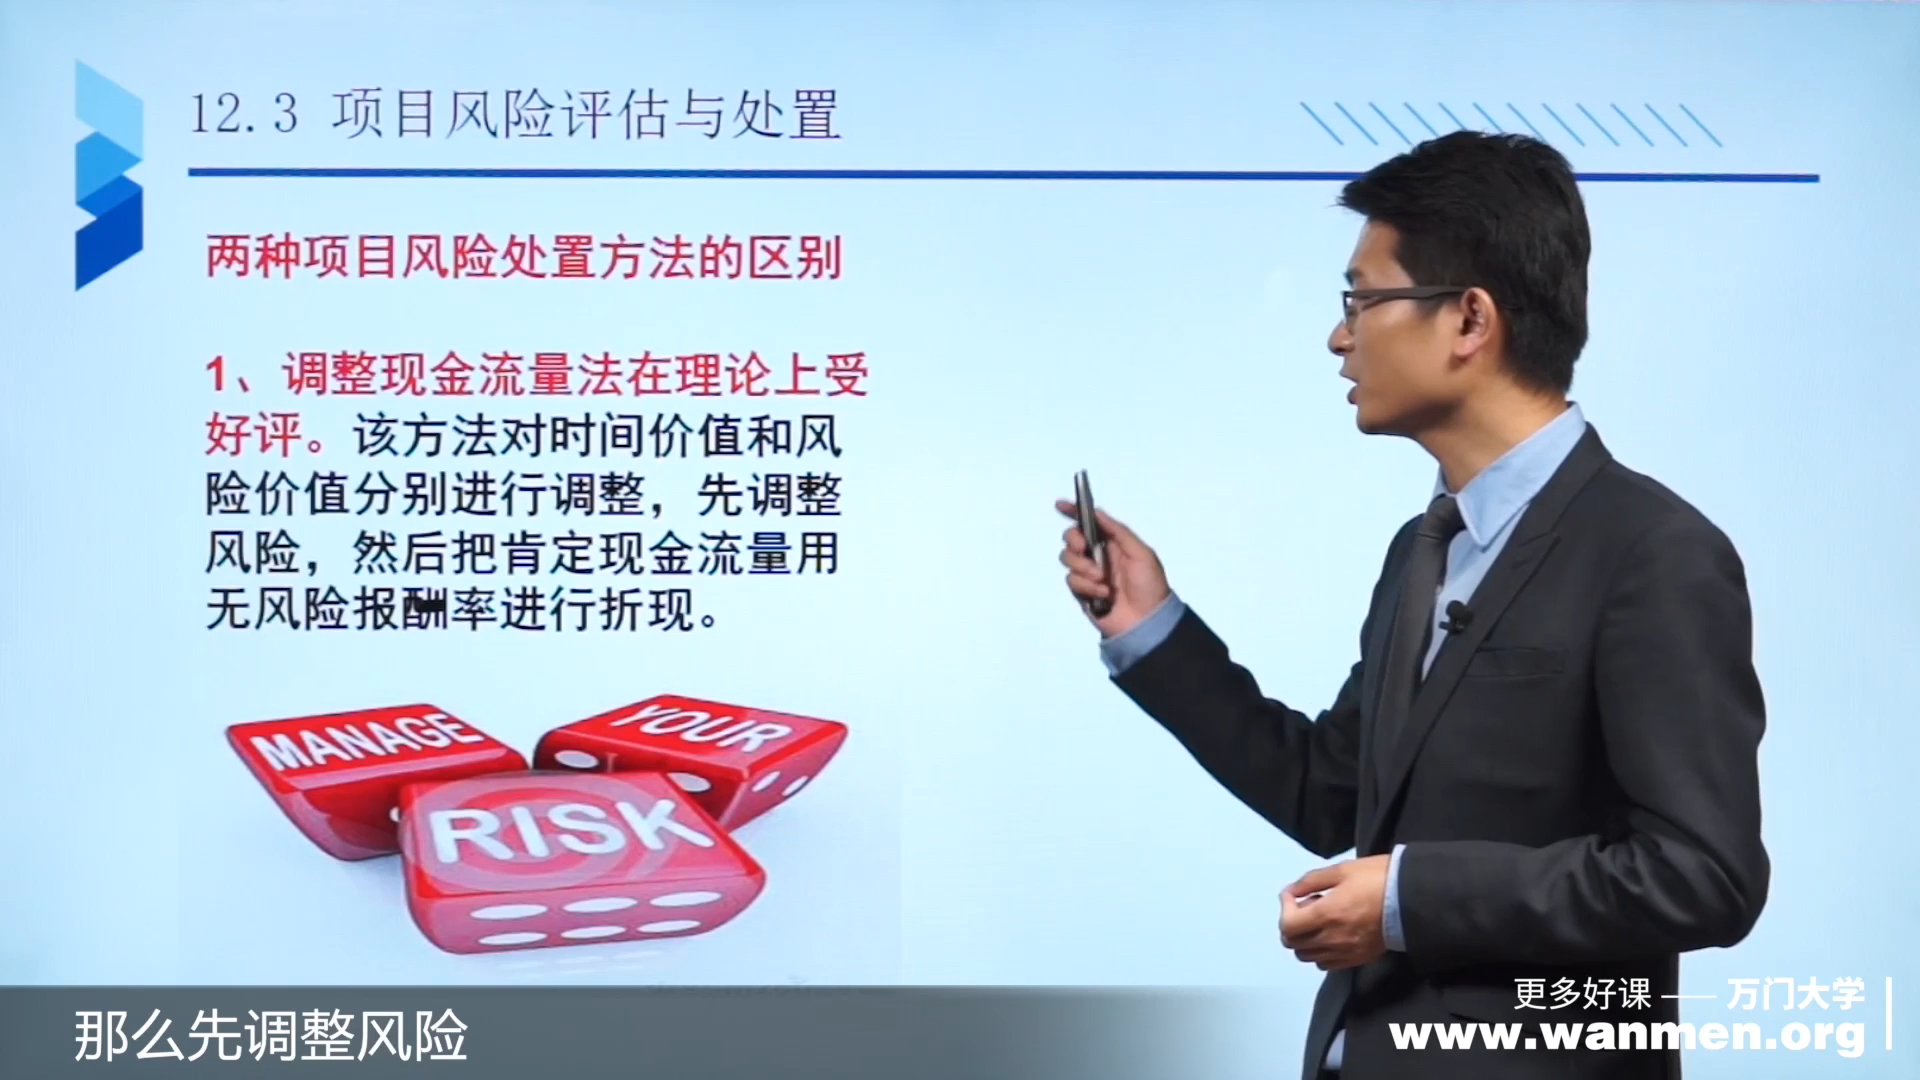 12.3 项目风险评估与处置
两种项目风险处置方法的区别
1、调整现金流量法在理论上受
好评。该方法对时间价值和风
险价值分别进行调整，先调整
风险，然后把肯定现金流量用
无风险报酬率进行折现。
MANAGE
YOUR
RISK
那么先调整风险
更多好课 —— 万门大学
www.wanmen.org